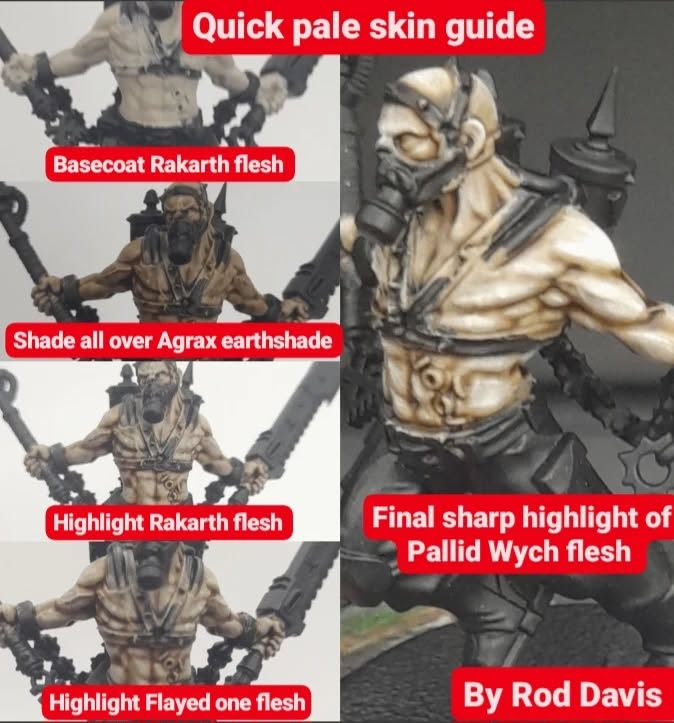 Quick pale skin guide
Basecoat Rakarth flesh
Shade all over Agrax earthshade
Highlight Rakarth flesh
Highlight Flayed one flesh
Final sharp highlight of
Pallid Wych flesh
By Rod Davis